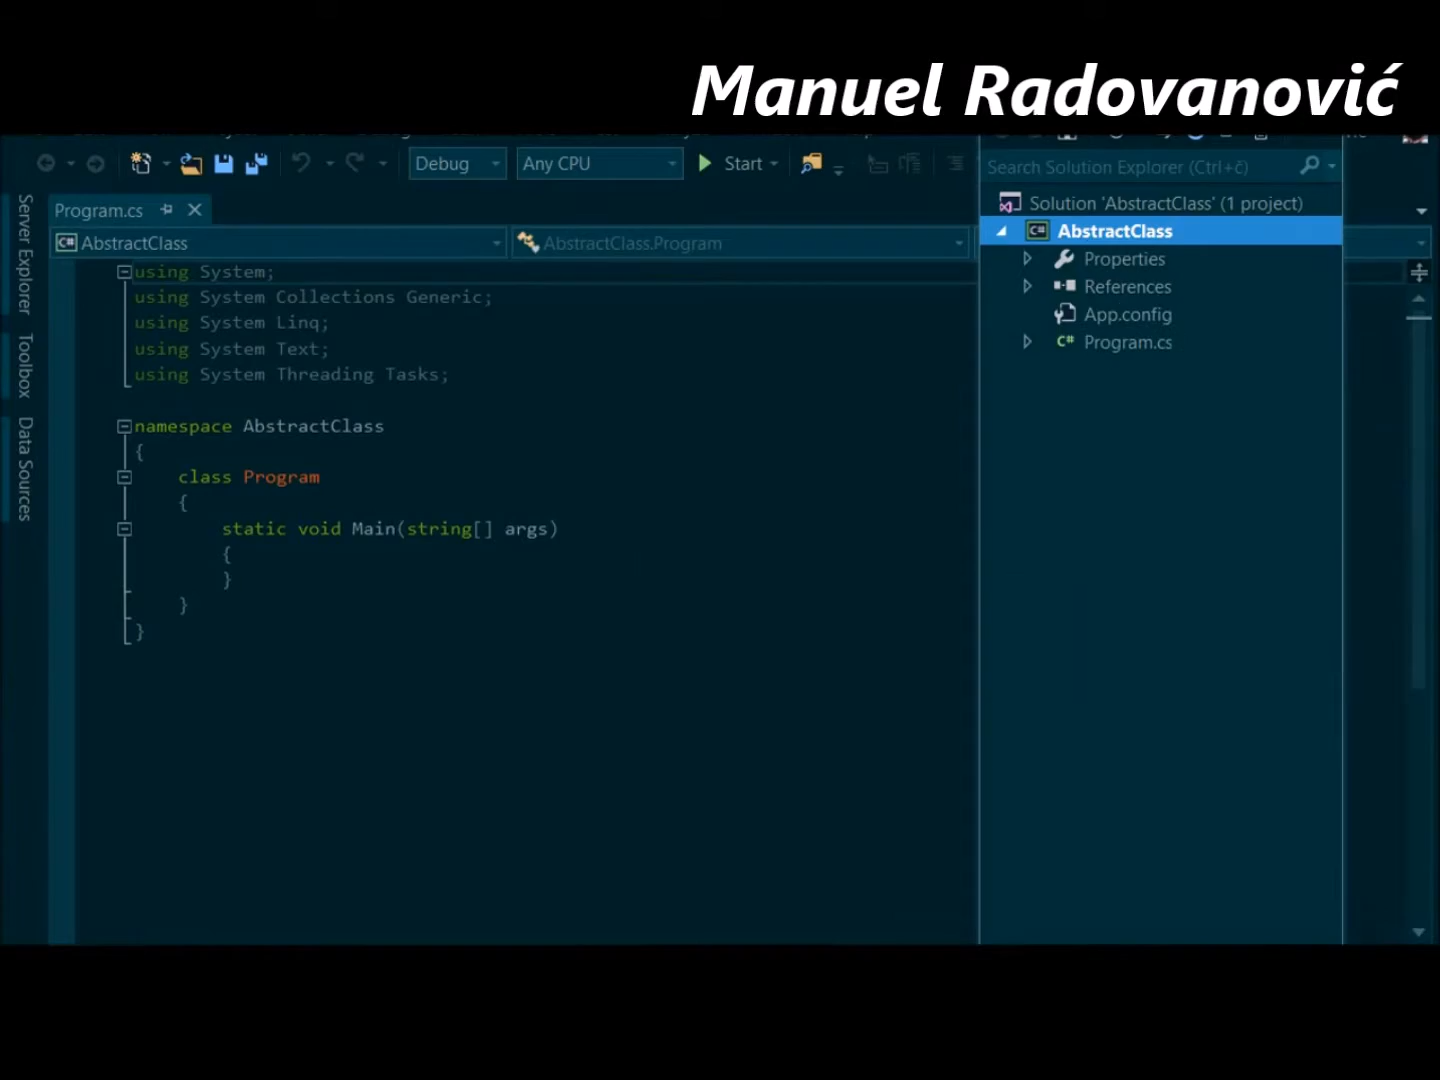 Manuel Radovanović
Debug
Any CPU
Start
Search Solution Explorer (Ctrl+č)
Server Explorer
Toolbox
Data Sources
Program.cs
AbstractClass
AbstractClass.Program
using System;
using System Collections Generic;
using System Linq;
using System Text;
using System Threading Tasks;
namespace AbstractClass
{
class Program
{
static void Main(string[] args)
{
}
}
}
Solution 'AbstractClass' (1 project)
C# AbstractClass
Properties
References
App.config
C# Program.cs